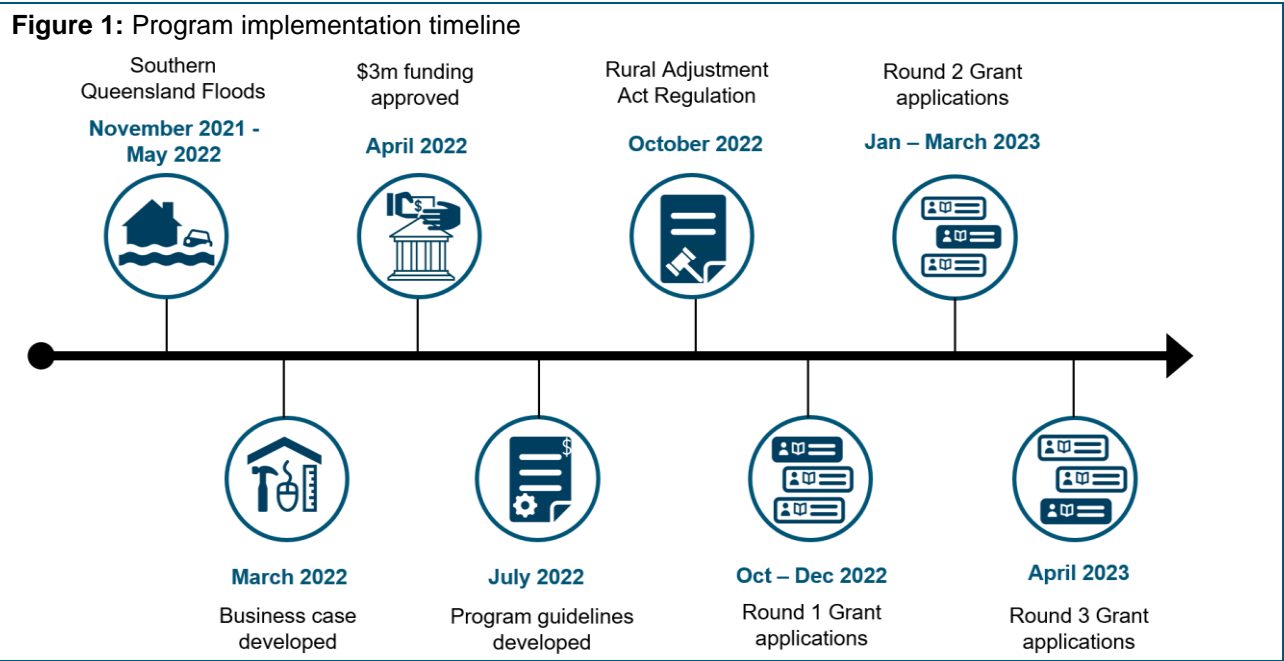 Figure 1: Program implementation timeline
Southern
Queensland Floods
November 2021 -
May 2022
$3m funding
approved
April 2022
Rural Adjustment
Act Regulation
October 2022
Round 2 Grant
applications
Jan – March 2023
$
$
March 2022
Business case
developed
July 2022
Program guidelines
developed
Oct – Dec 2022
Round 1 Grant
applications
April 2023
Round 3 Grant
applications